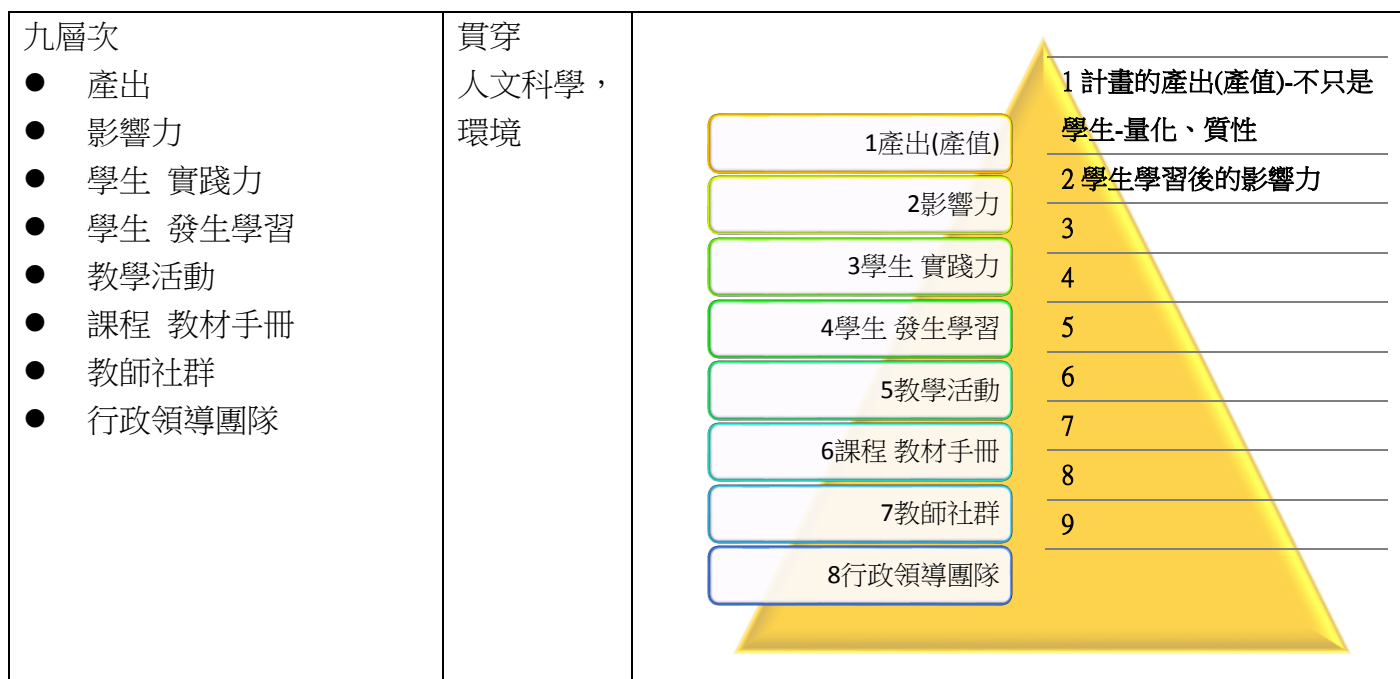 九層次
● 產出
● 影響力
● 學生 實踐力
● 學生 發生學習
● 教學活動
● 課程 教材手冊
● 教師社群
● 行政領導團隊
貫穿
人文科學，
環境
1產出(產值)
2影響力
3學生 實踐力
4學生 發生學習
5教學活動
6課程 教材手冊
7教師社群
8行政領導團隊
1 計畫的產出(產值)-不只是
學生-量化、質性
2 學生學習後的影響力
3
4
5
6
7
8
9